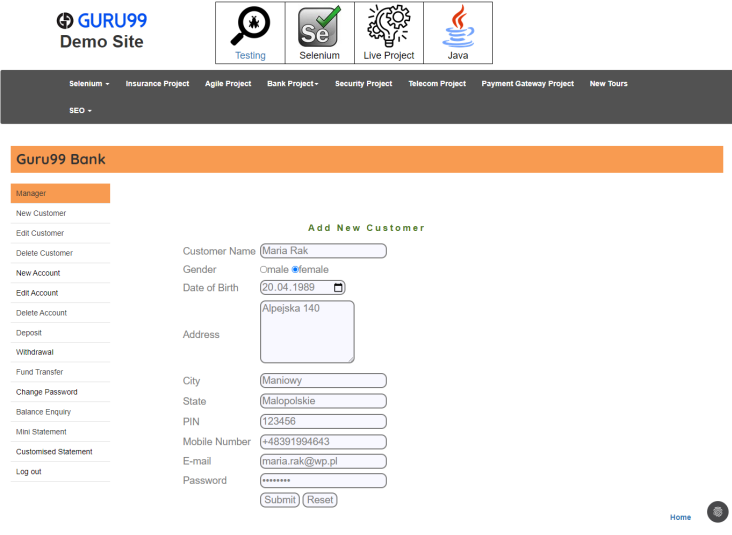 GURU99
Demo Site
Testing
Selenium
Live Project
Java
Selenium Insurance Project Agile Project Bank Project Security Project Telecom Project Payment Gateway Project New Tours
SEO
Guru99 Bank
Manager
New Customer
Edit Customer
Delete Customer
New Account
Edit Account
Delete Account
Deposit
Withdrawal
Fund Transfer
Change Password
Balance Enquiry
Mini Statement
Customised Statement
Log out
Add New Customer
Customer Name Maria Rak
Gender male female
Date of Birth 20.04.1989
Address Alpejska 140
City Maniowy
State Malopolskie
PIN 123456
Mobile Number +48391994643
E-mail maria.rak@wp.pl
Password ••••••••
Submit Reset
Home